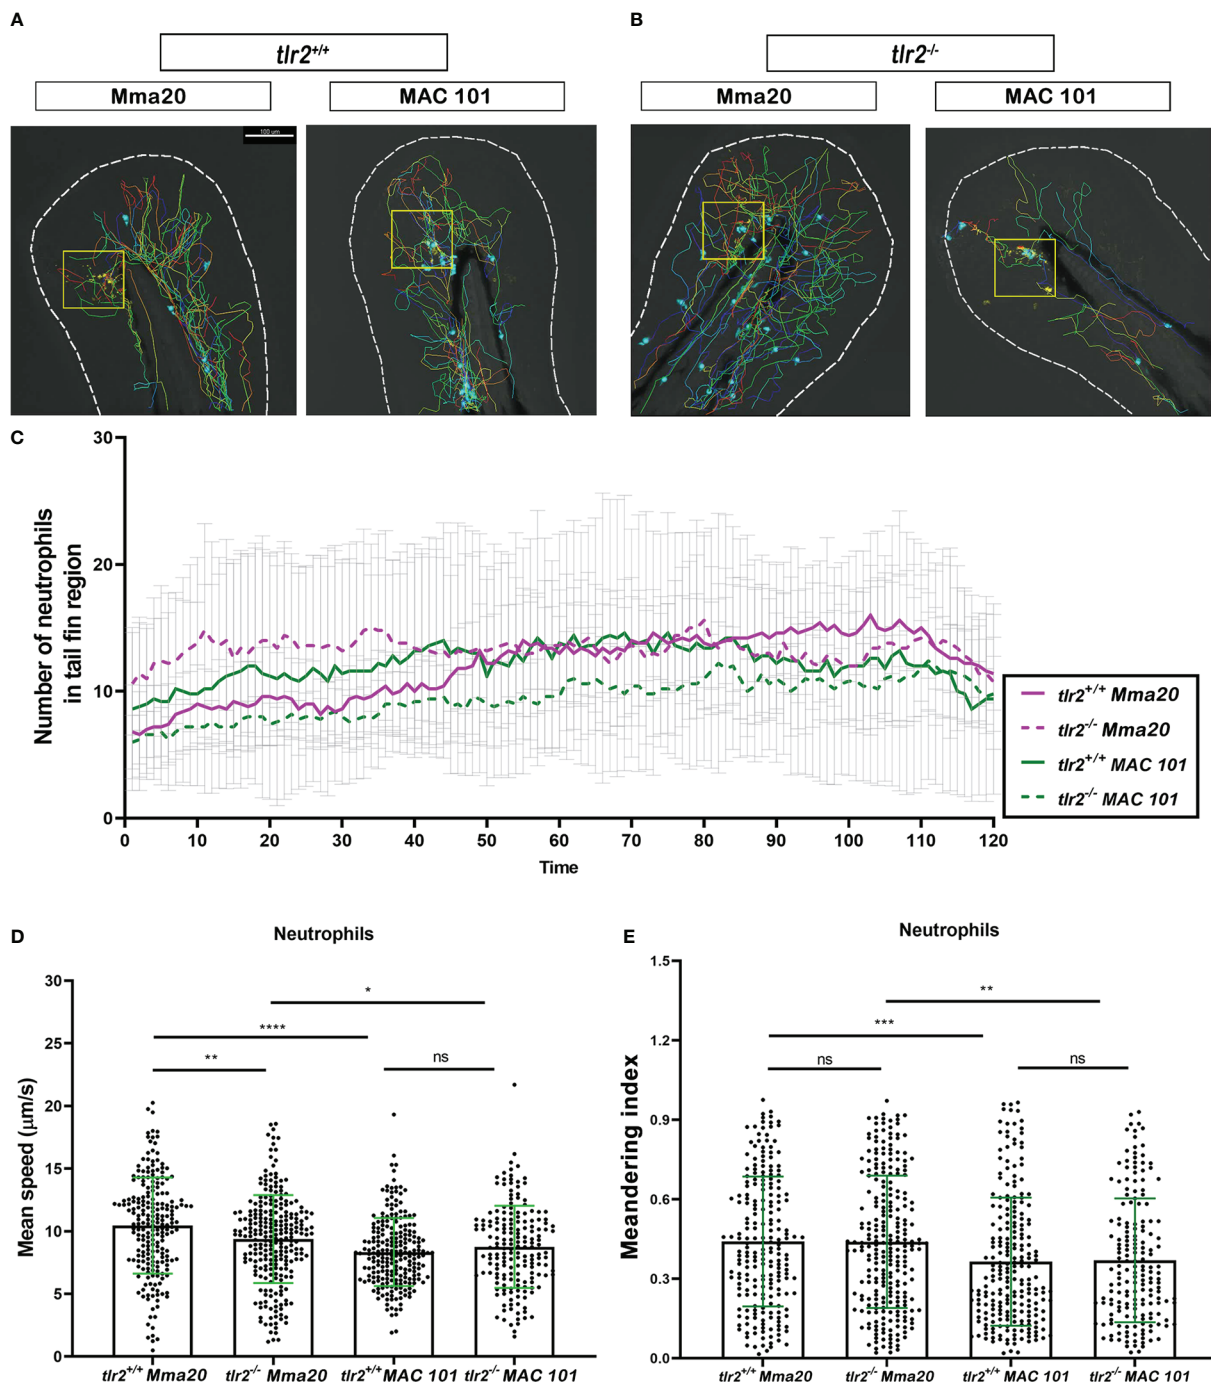 A
B
tlr2+/+
tlr2-/-
Mma20
MAC 101
Mma20
MAC 101
100 um
C
30
20
10
0
Number of neutrophils
in tail fin region
0 10 20 30 40 50 60 70 80 90 100 110 120
Time
tlr2+/+ Mma20
tlr2-/- Mma20
tlr2+/+ MAC 101
tlr2-/- MAC 101
D
Neutrophils
30
25
20
15
10
5
0
Mean speed (μm/s)
*
****
**
ns
tlr2+/+ Mma20 tlr2-/- Mma20 tlr2+/+ MAC 101 tlr2-/- MAC 101
E
Neutrophils
1.5
1.2
0.9
0.6
0.3
0.0
Meandering index
**
***
ns
ns
tlr2+/+ Mma20 tlr2-/- Mma20 tlr2+/+ MAC 101 tlr2-/- MAC 101